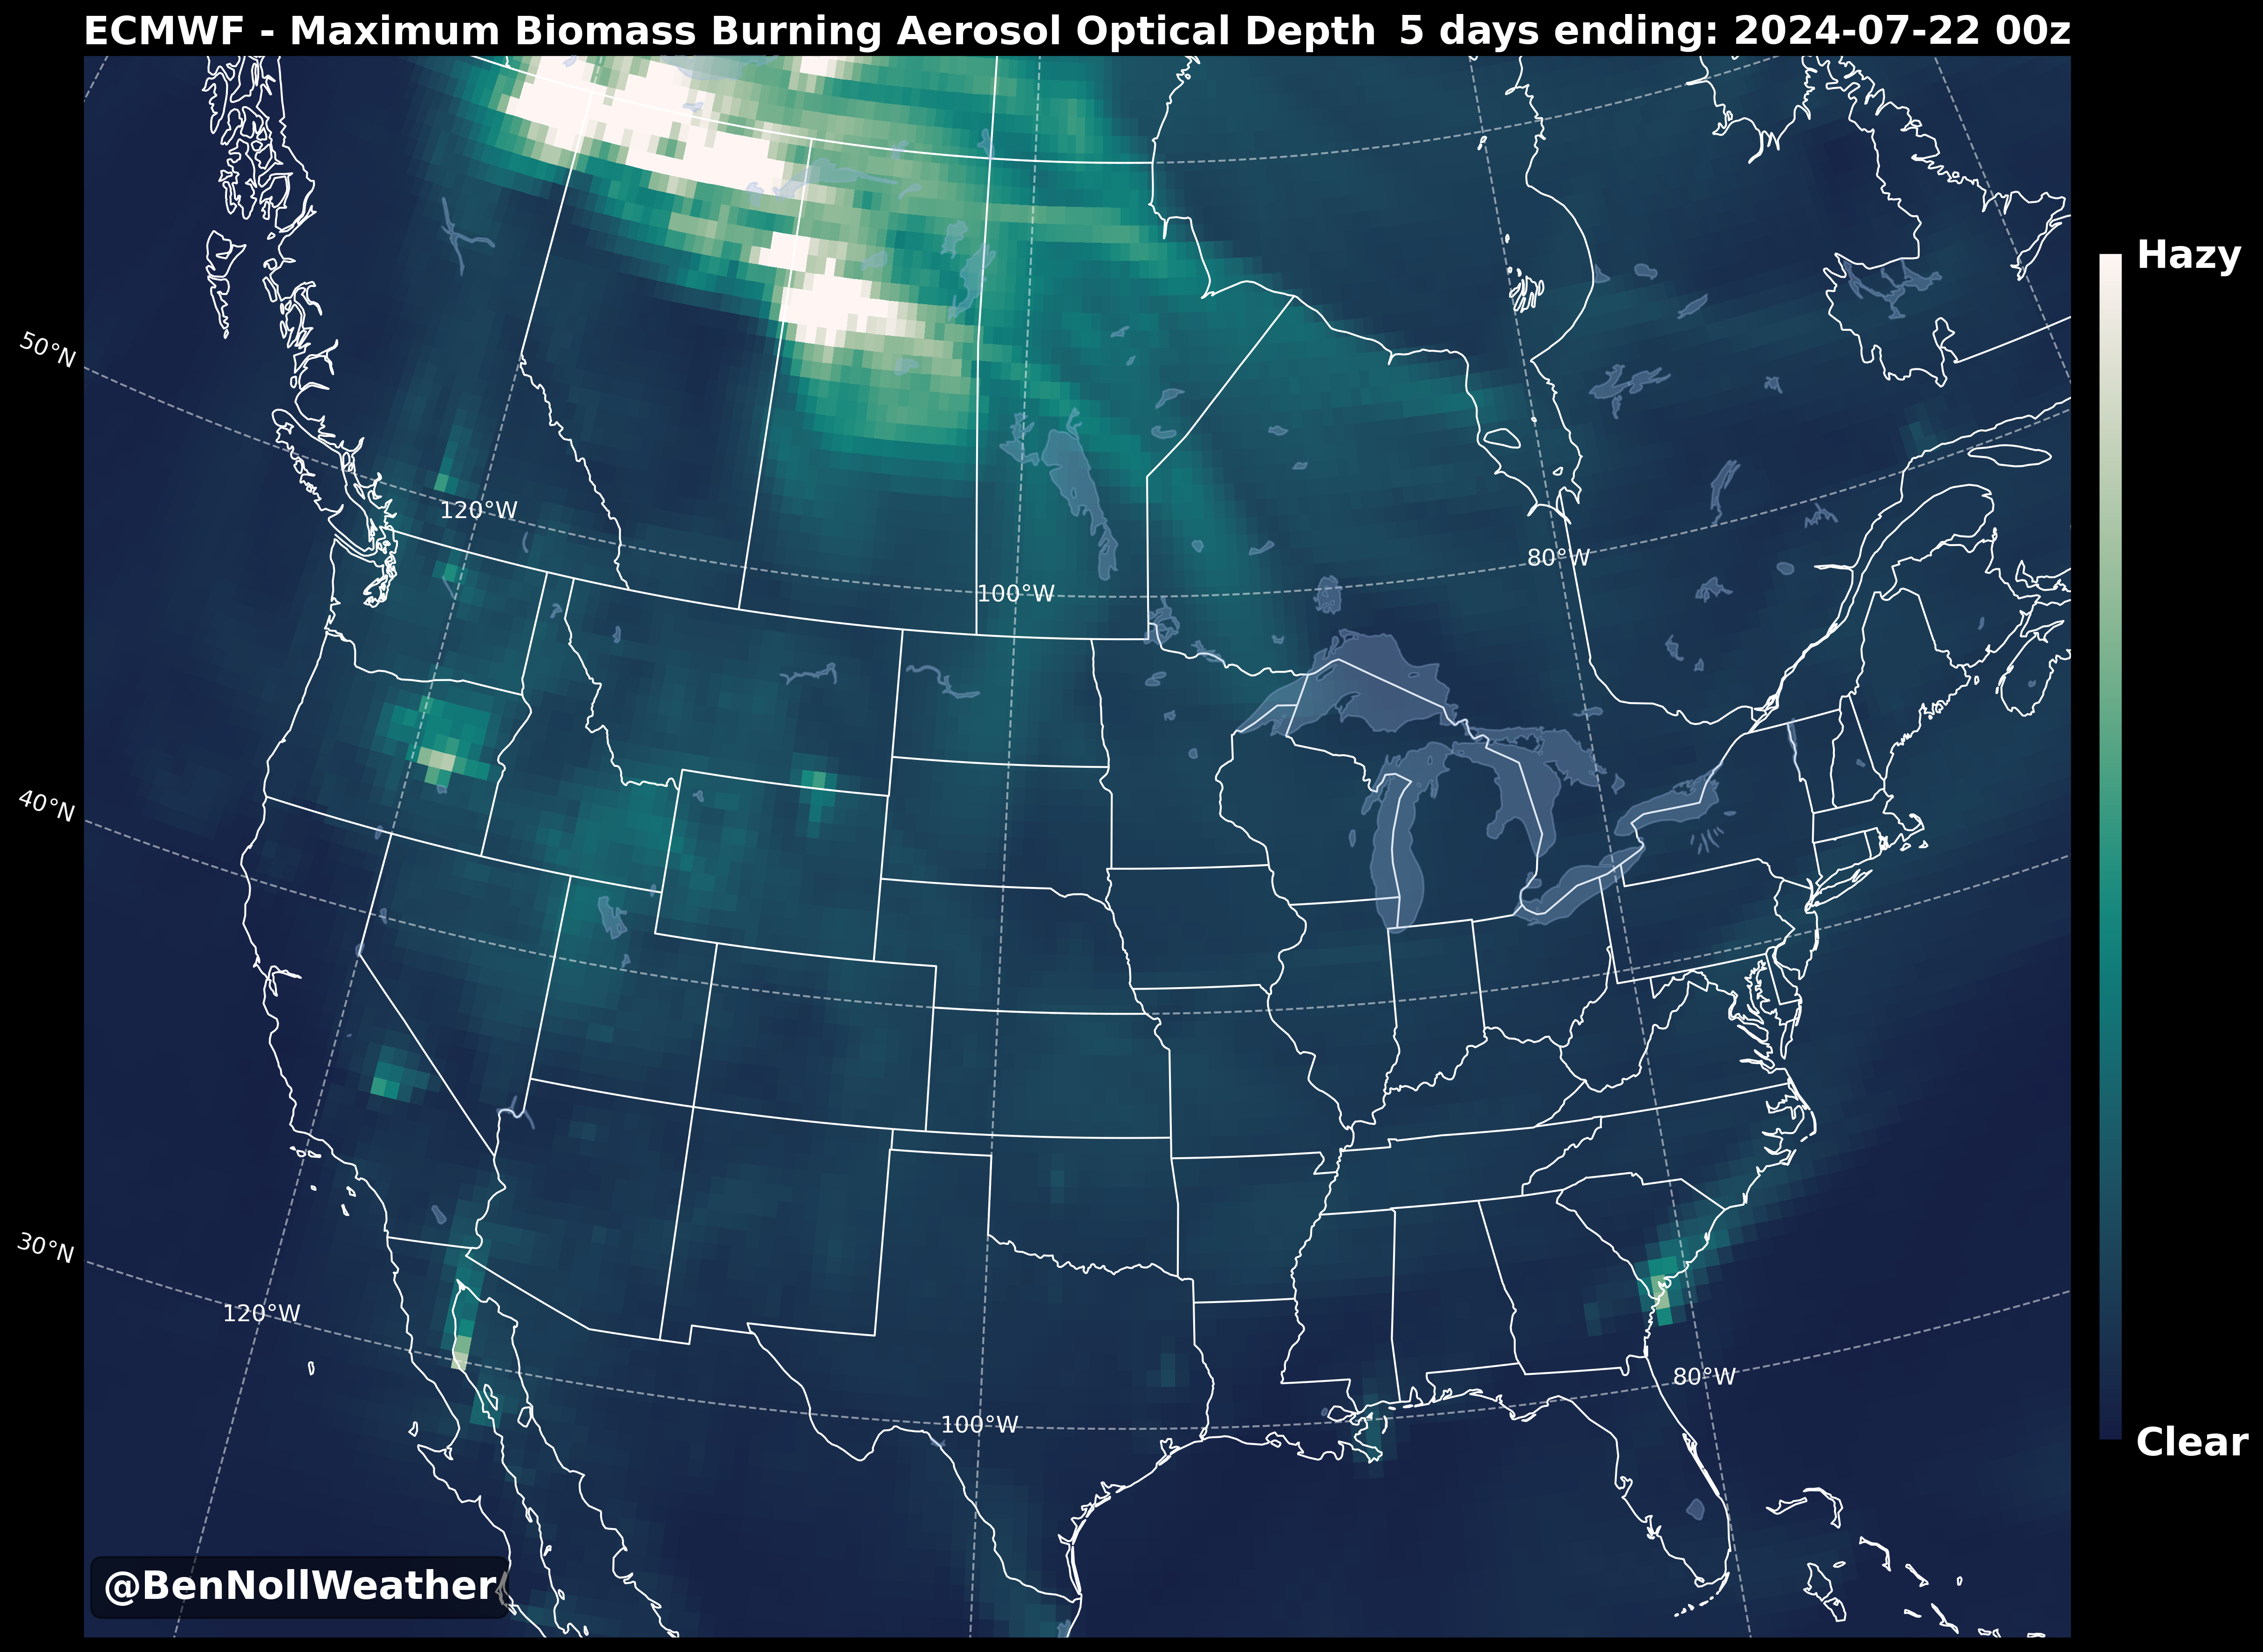 ECMWF - Maximum Biomass Burning Aerosol Optical Depth 5 days ending: 2024-07-22 00z
Hazy
50°N
120°W
80°W
100°W
40°N
30°N
120°W
80°W
100°W
Clear
@BenNollWeather